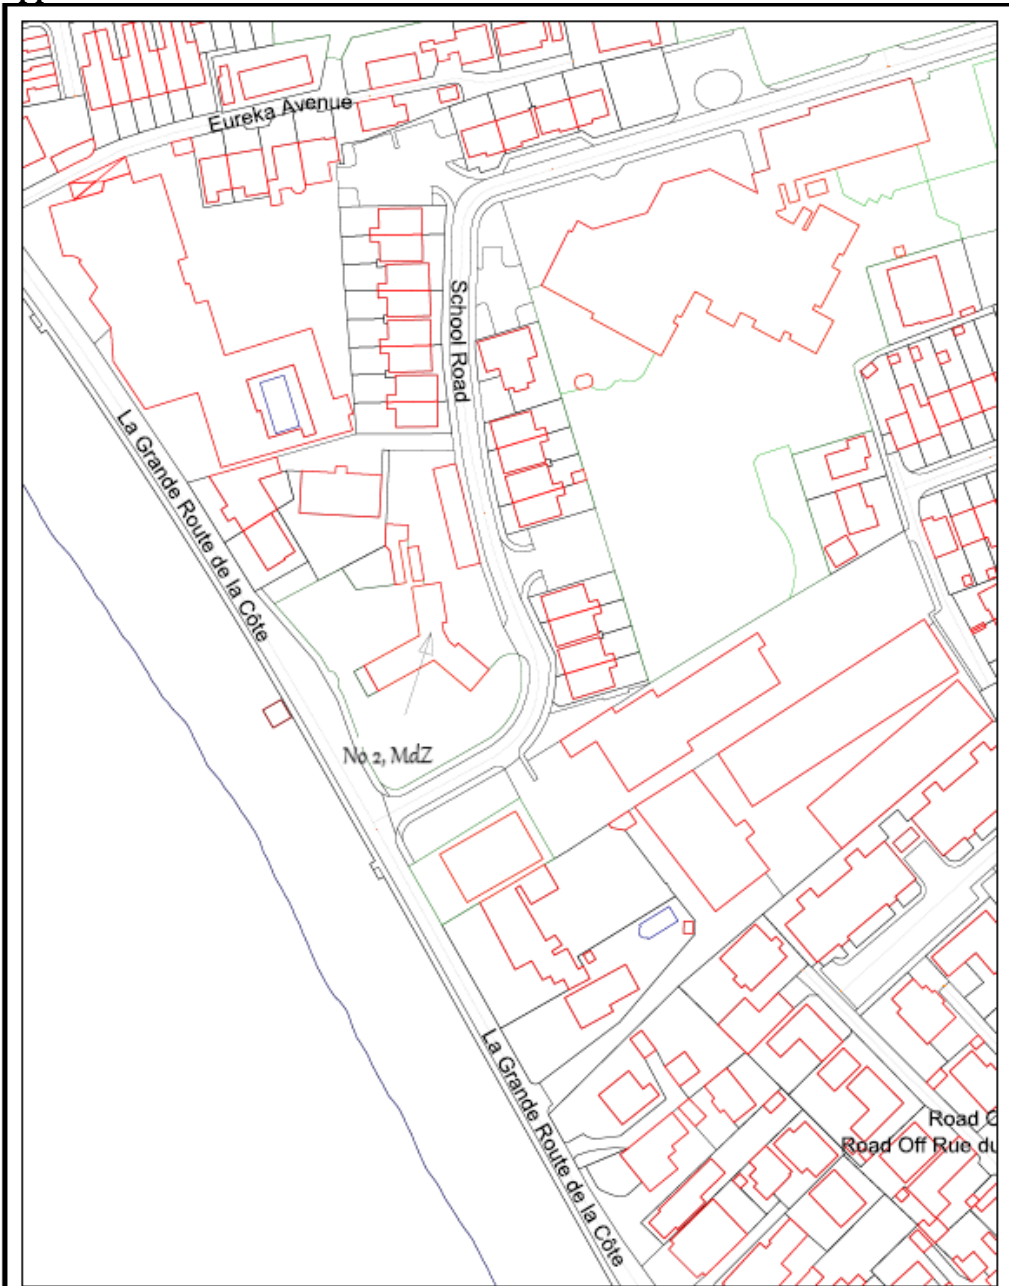 Eureka Avenue
School Road
La Grande Route de la Côte
No 2, MdZ
La Grande Route de la Côte
Road
Road Off Rue du